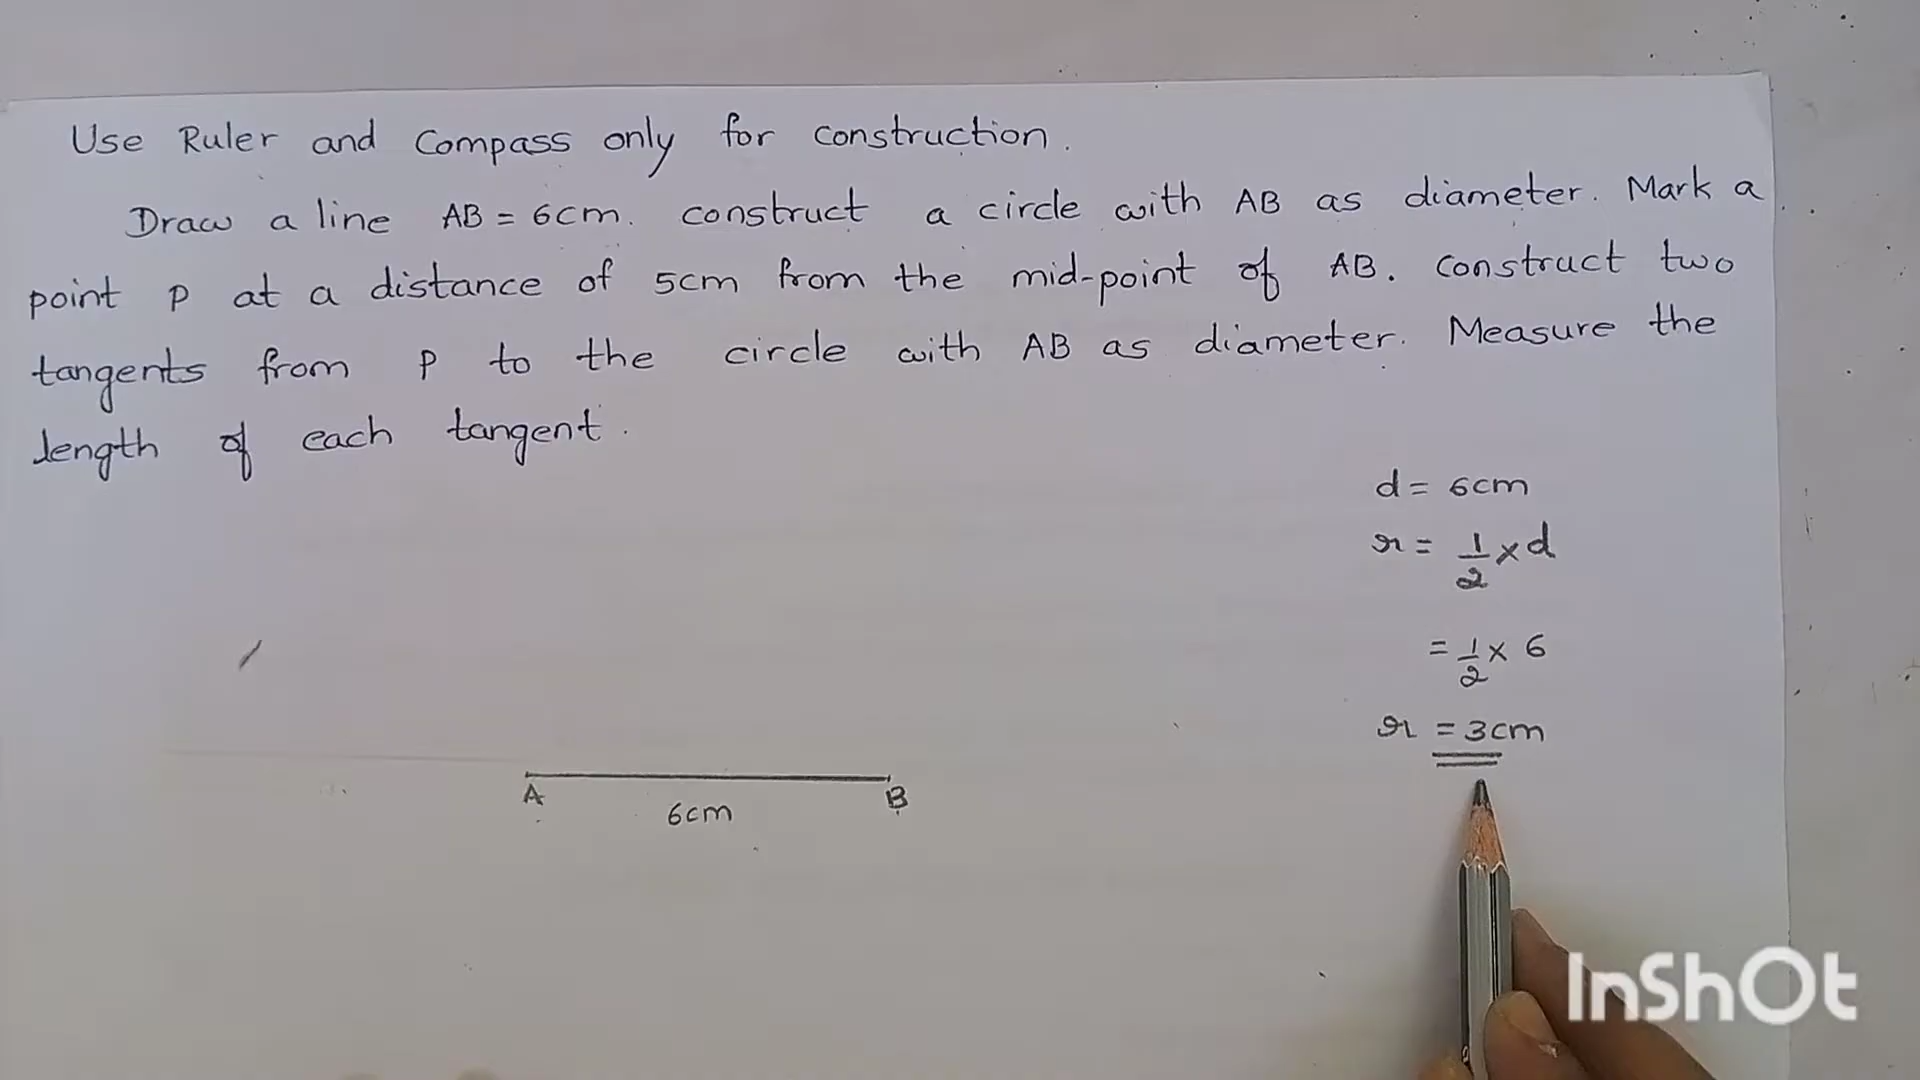 Use Ruler and Compass only for construction.
Draw a line AB = 6cm. construct a circle with AB as diameter. Mark a
point P at a distance of 5cm from the mid-point of AB. Construct two
tangents from P to the circle with AB as diameter. Measure the
length of each tangent.
d = 6cm
r = 1/2 × d
= 1/2 × 6
r = 3cm
A B
6cm
InShOt